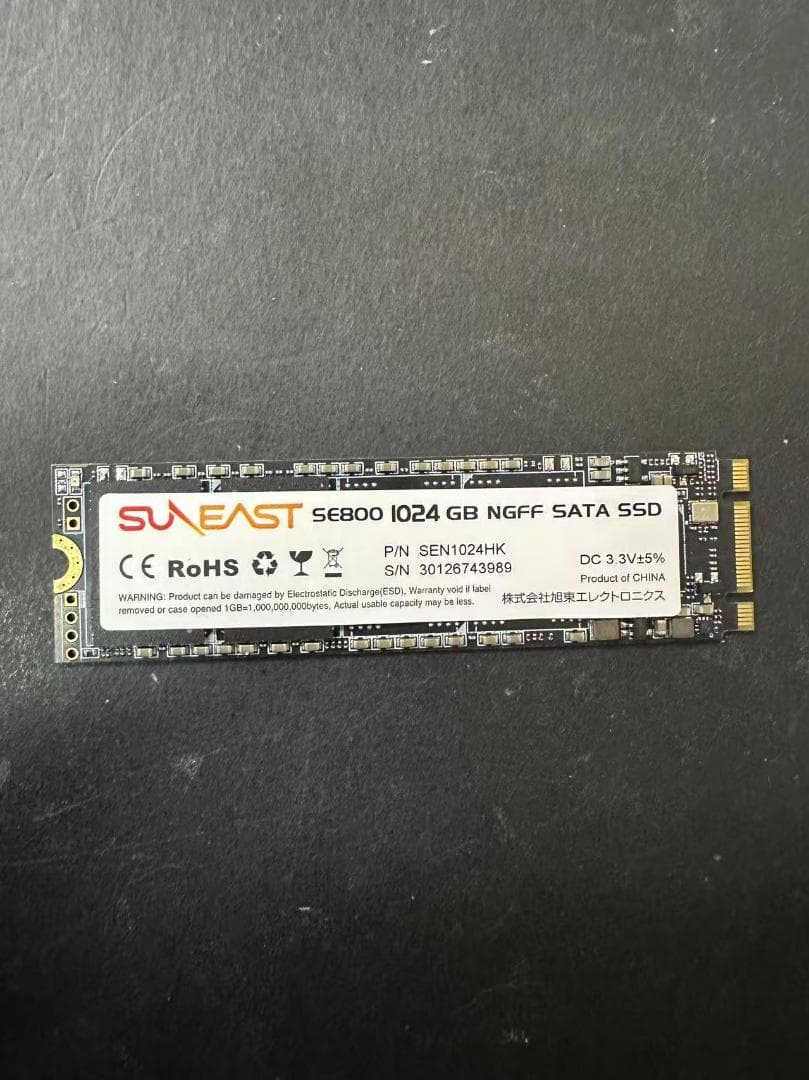 SUNEAST SE800 1024 GB NGFF SATA SSD
CE RoHS
P/N SEN1024HK
S/N 30126743989
DC 3.3V±5%
Product of CHINA
WARNING: Product can be damaged by Electrostatic Discharge(ESD), Warranty void if label
removed or case opened 1GB=1,000,000,000bytes, Actual usable capacity may be less.
株式会社旭東エレクトロニクス